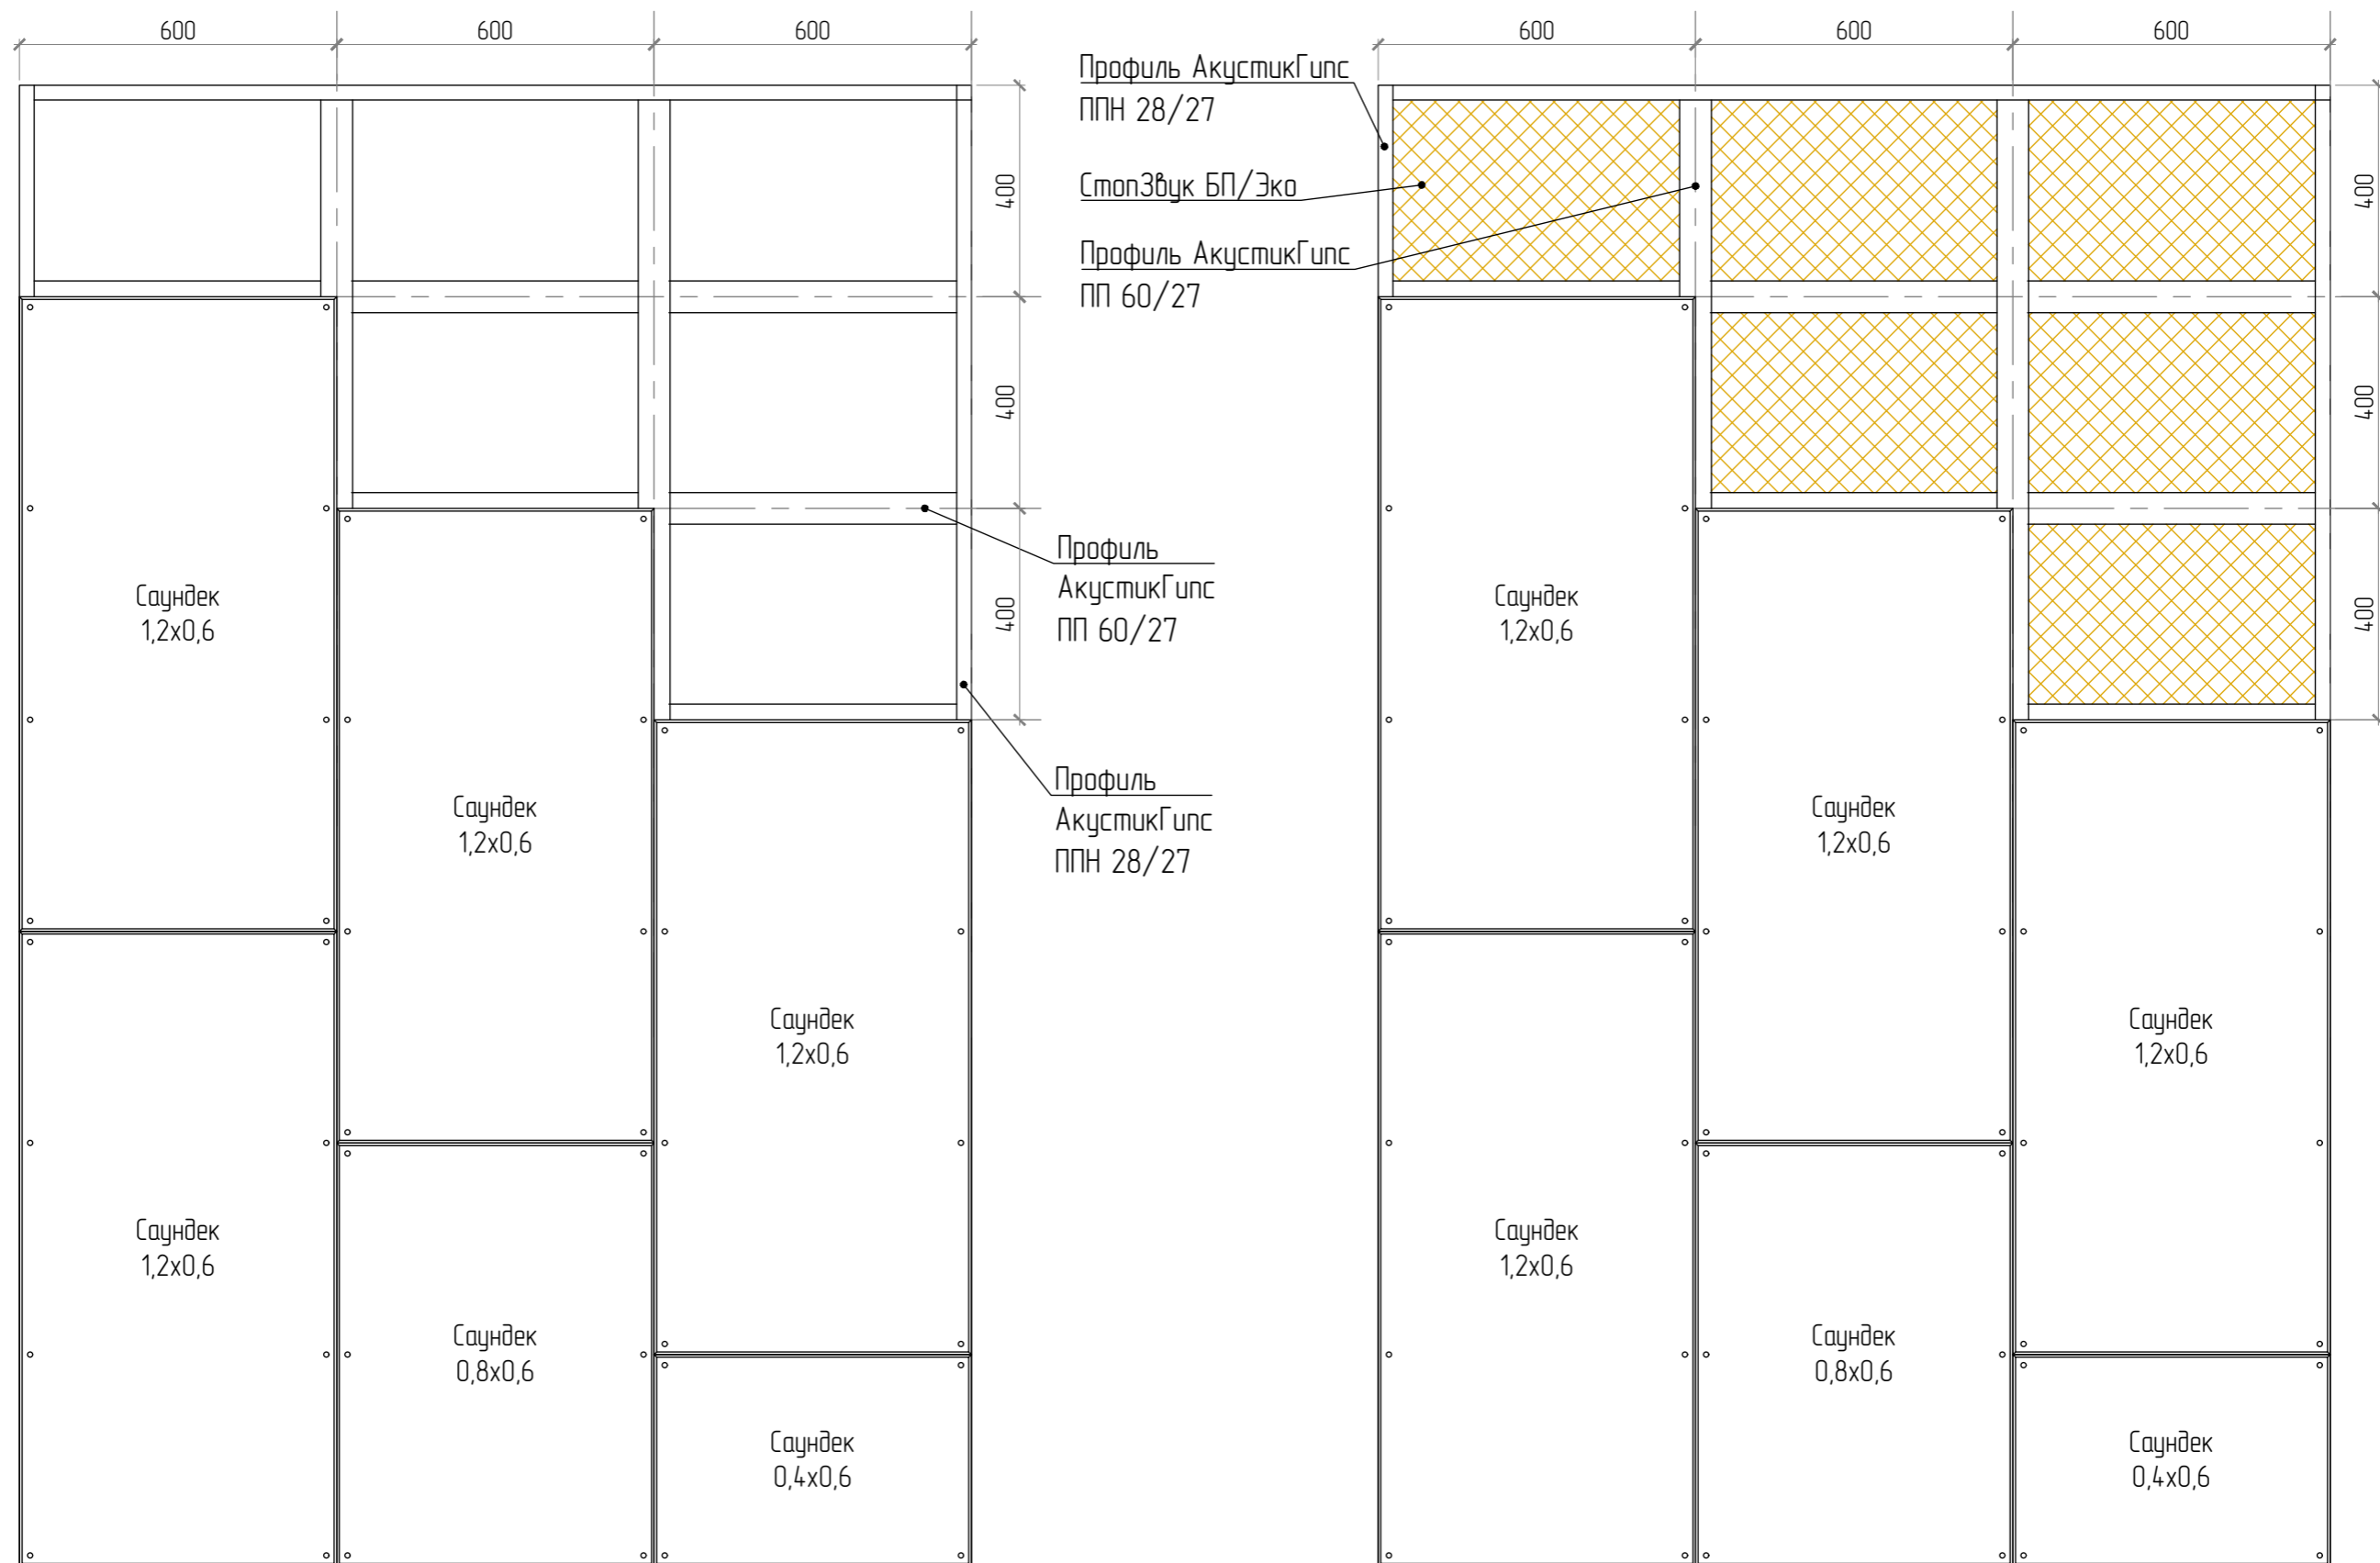 600
600
600
600
600
600
Профиль АкустикГипс
ППН 28/27
СтопЗвук БП/Эко
Профиль АкустикГипс
ПП 60/27
400
400
400
400
400
400
Профиль
АкустикГипс
ПП 60/27
Профиль
АкустикГипс
ППН 28/27
Саундек
1,2х0,6
Саундек
1,2х0,6
Саундек
1,2х0,6
Саундек
1,2х0,6
Саундек
0,8х0,6
Саундек
0,4х0,6
Саундек
1,2х0,6
Саундек
1,2х0,6
Саундек
1,2х0,6
Саундек
1,2х0,6
Саундек
0,8х0,6
Саундек
0,4х0,6